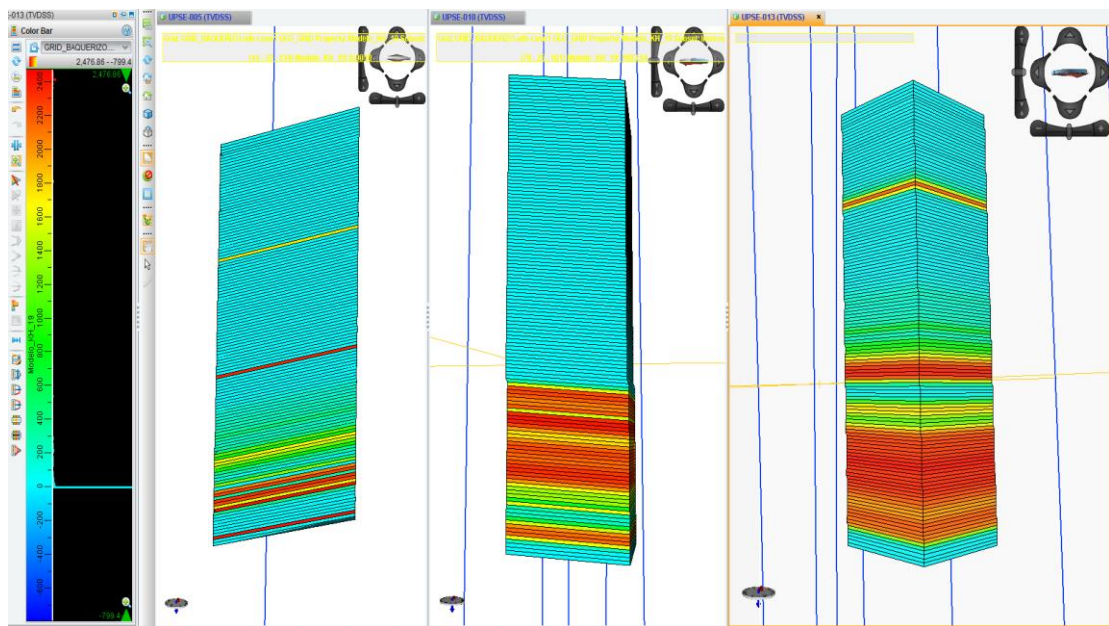 -013 (TVDSS)
Color Bar
GRID_BAQUERIZO...
2,476.86 - -799.4
2,476.86
2400
2200
2000
1800
1600
1400
1200
1000
800
600
400
200
0
-200
-400
-600
-799.4
Modelo_KH_19
UPSE-005 (TVDSS)
UPSE-010 (TVDSS)
UPSE-013 (TVDSS)